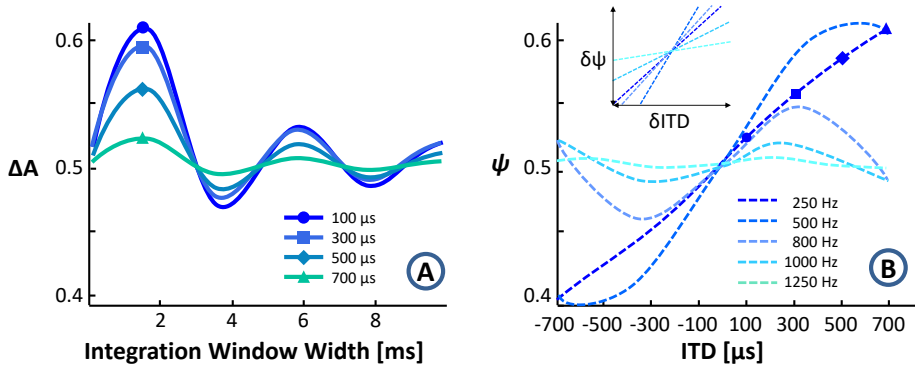 0.6
0.5
0.4
ΔA
2
4
6
8
Integration Window Width [ms]
100 µs
300 µs
500 µs
700 µs
A
δψ
δITD
0.6
0.5
0.4
ψ
-700
-500
-300
-100
100
300
500
700
ITD [µs]
250 Hz
500 Hz
800 Hz
1000 Hz
1250 Hz
B